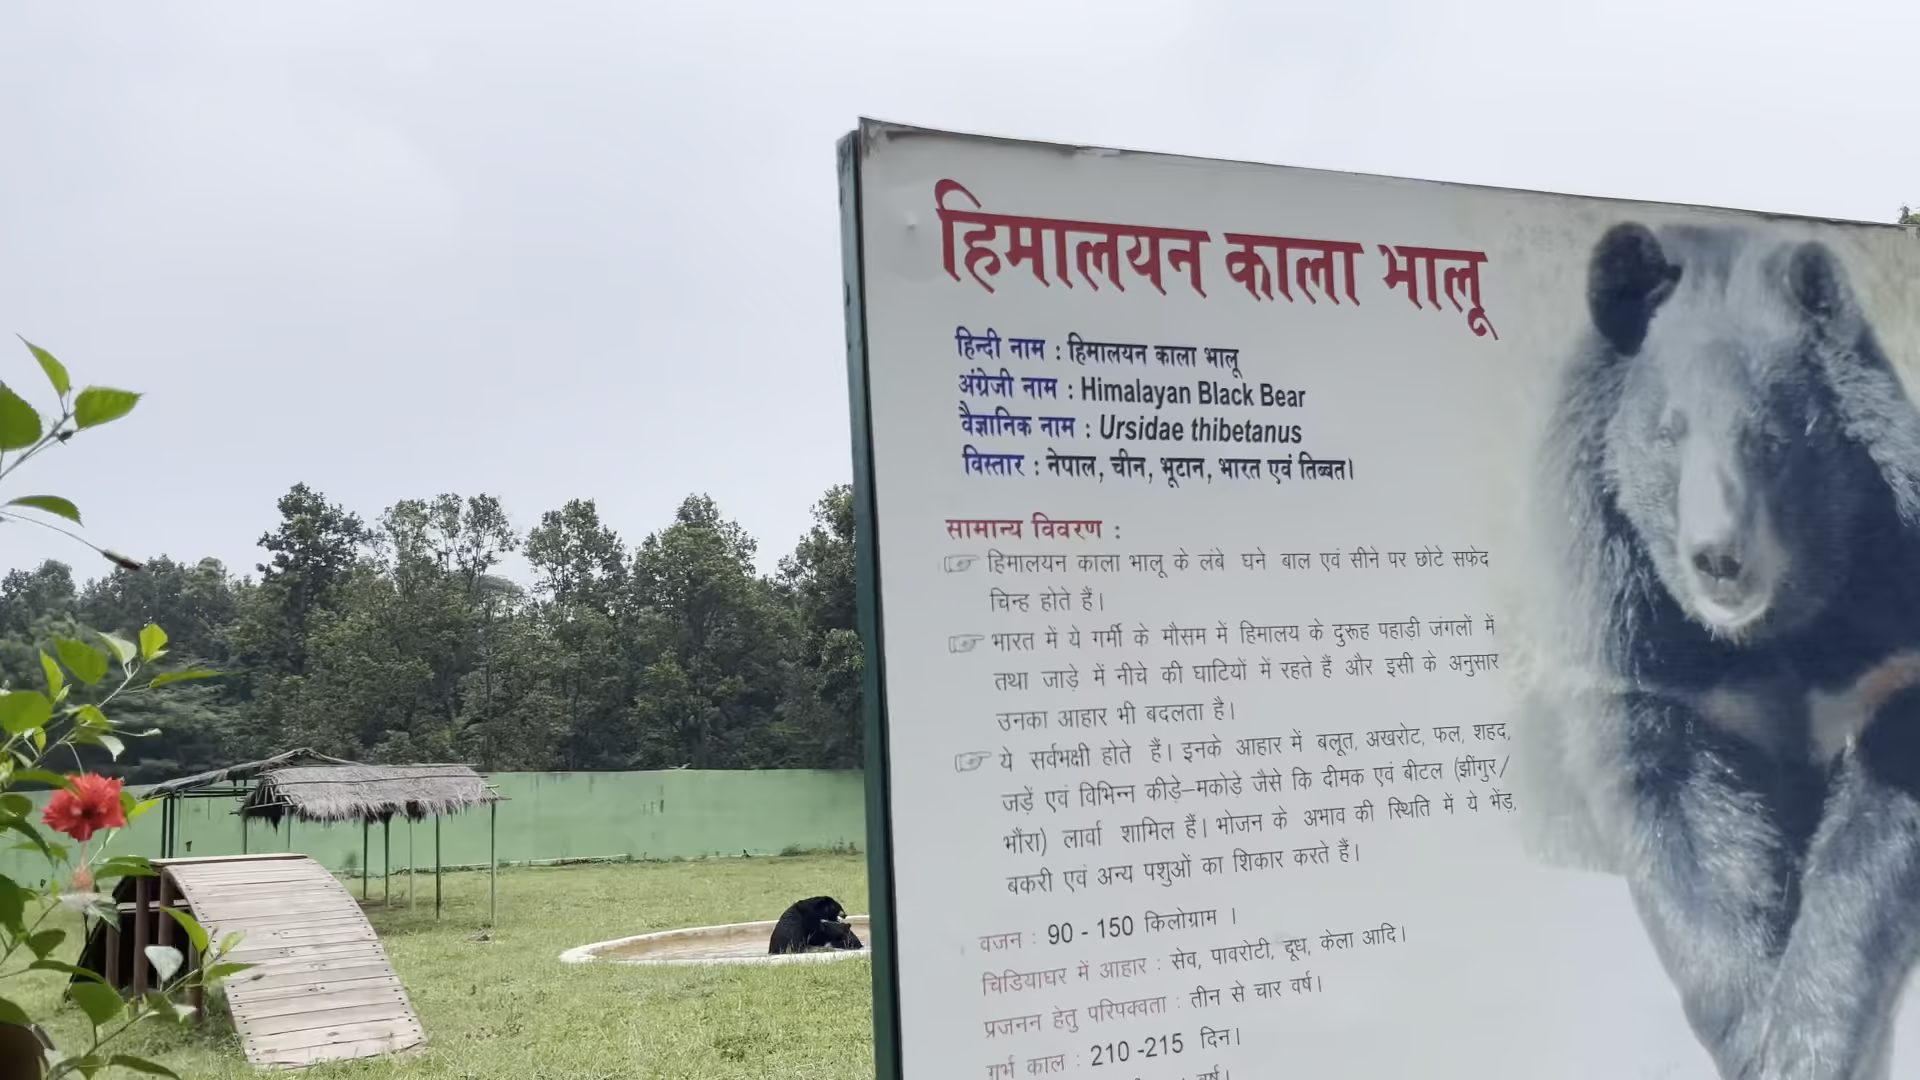 हिमालयन काला भालू
हिन्दी नाम : हिमालयन काला भालू
अंग्रेजी नाम : Himalayan Black Bear
वैज्ञानिक नाम : Ursidae thibetanus
विस्तार : नेपाल, चीन, भूटान, भारत एवं तिब्बत।
सामान्य विवरण :
हिमालयन काला भालू के लंबे घने बाल एवं सीने पर छोटे सफेद
चिन्ह होते हैं।
भारत में ये गर्मी के मौसम में हिमालय के दुरूह पहाड़ी जंगलों में
तथा जाड़े में नीचे की घाटियों में रहते हैं और इसी के अनुसार
उनका आहार भी बदलता है।
ये सर्वभक्षी होते हैं। इनके आहार में बलूत, अखरोट, फल, शहद,
जड़ें एवं विभिन्न कीड़े–मकोड़े जैसे कि दीमक एवं बीटल (झींगुर/
भौंरा) लार्वा शामिल हैं। भोजन के अभाव की स्थिति में ये भेंड़,
बकरी एवं अन्य पशुओं का शिकार करते हैं।
वजन : 90 - 150 किलोग्राम ।
चिडियाघर में आहार : सेव, पावरोटी, दूध, केला आदि।
प्रजनन हेतु परिपक्वता : तीन से चार वर्ष।
गर्भ काल : 210 -215 दिन।
वर्ष।